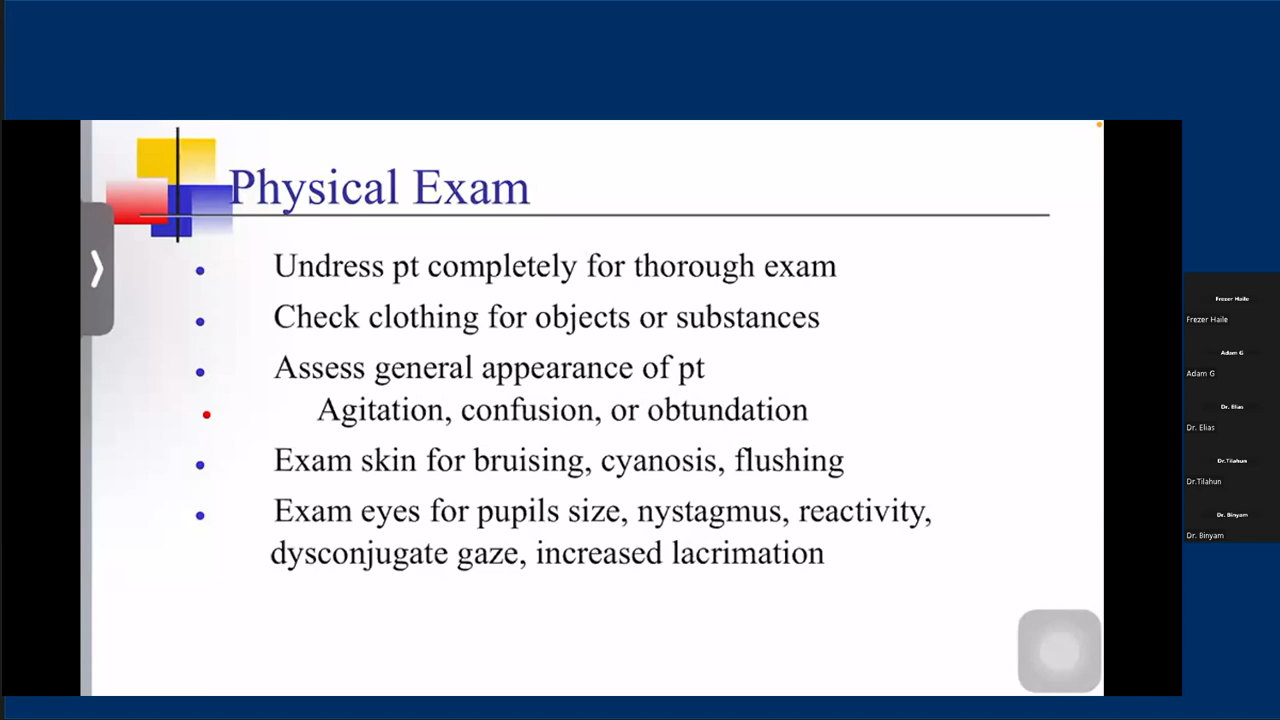 Physical Exam
Undress pt completely for thorough exam
Check clothing for objects or substances
Assess general appearance of pt
Agitation, confusion, or obtundation
Exam skin for bruising, cyanosis, flushing
Exam eyes for pupils size, nystagmus, reactivity,
dysconjugate gaze, increased lacrimation
Frezer Haile
Frezer Haile
Adam G
Adam G
Dr. Elias
Dr. Elias
Dr.Tilahun
Dr.Tilahun
Dr. Binyam
Dr. Binyam